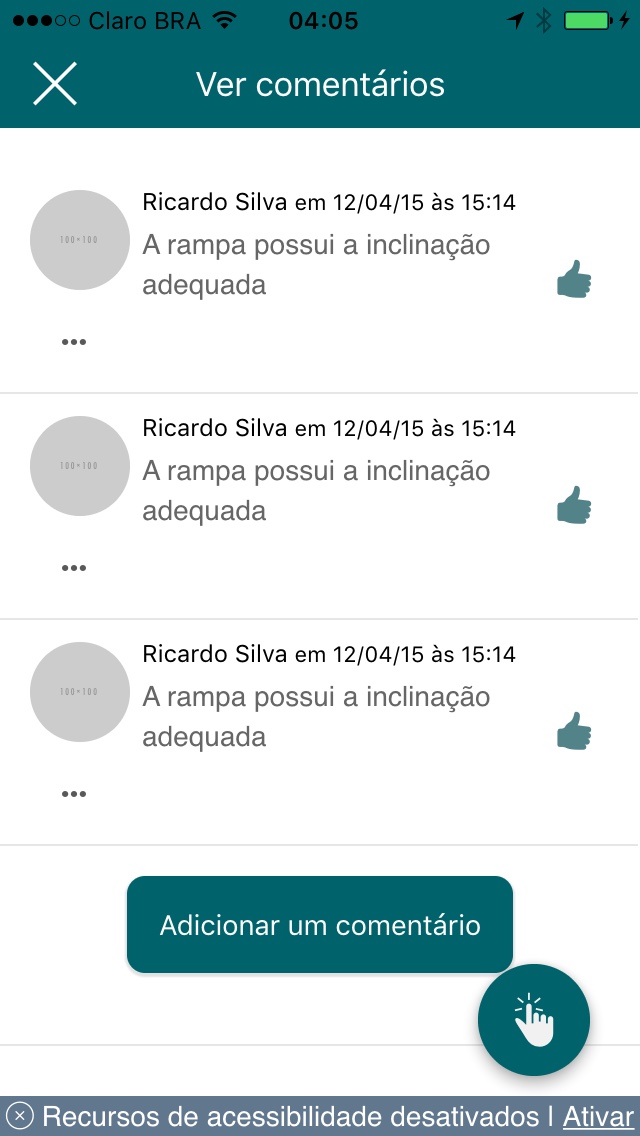 Claro BRA 04:05
Ver comentários
Ricardo Silva em 12/04/15 às 15:14
100×100
A rampa possui a inclinação
adequada
Ricardo Silva em 12/04/15 às 15:14
100×100
A rampa possui a inclinação
adequada
Ricardo Silva em 12/04/15 às 15:14
100×100
A rampa possui a inclinação
adequada
Adicionar um comentário
Recursos de acessibilidade desativados | Ativar